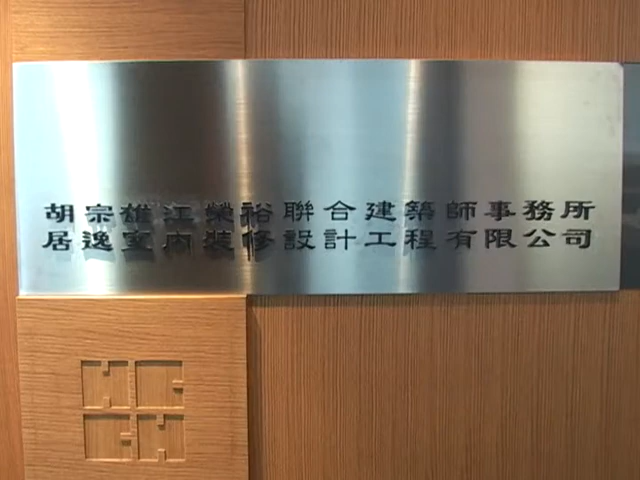 胡宗雄江榮裕聯合建築師事務所
居逸室內裝修設計工程有限公司